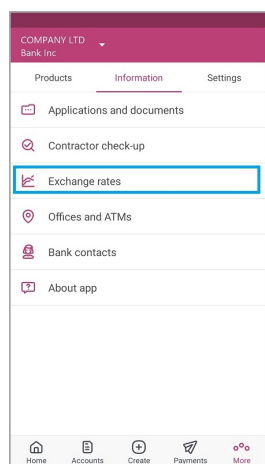 COMPANY LTD
Bank Inc
Products Information Settings
Applications and documents
Contractor check-up
Exchange rates
Offices and ATMs
Bank contacts
About app
Home Accounts Create Payments More